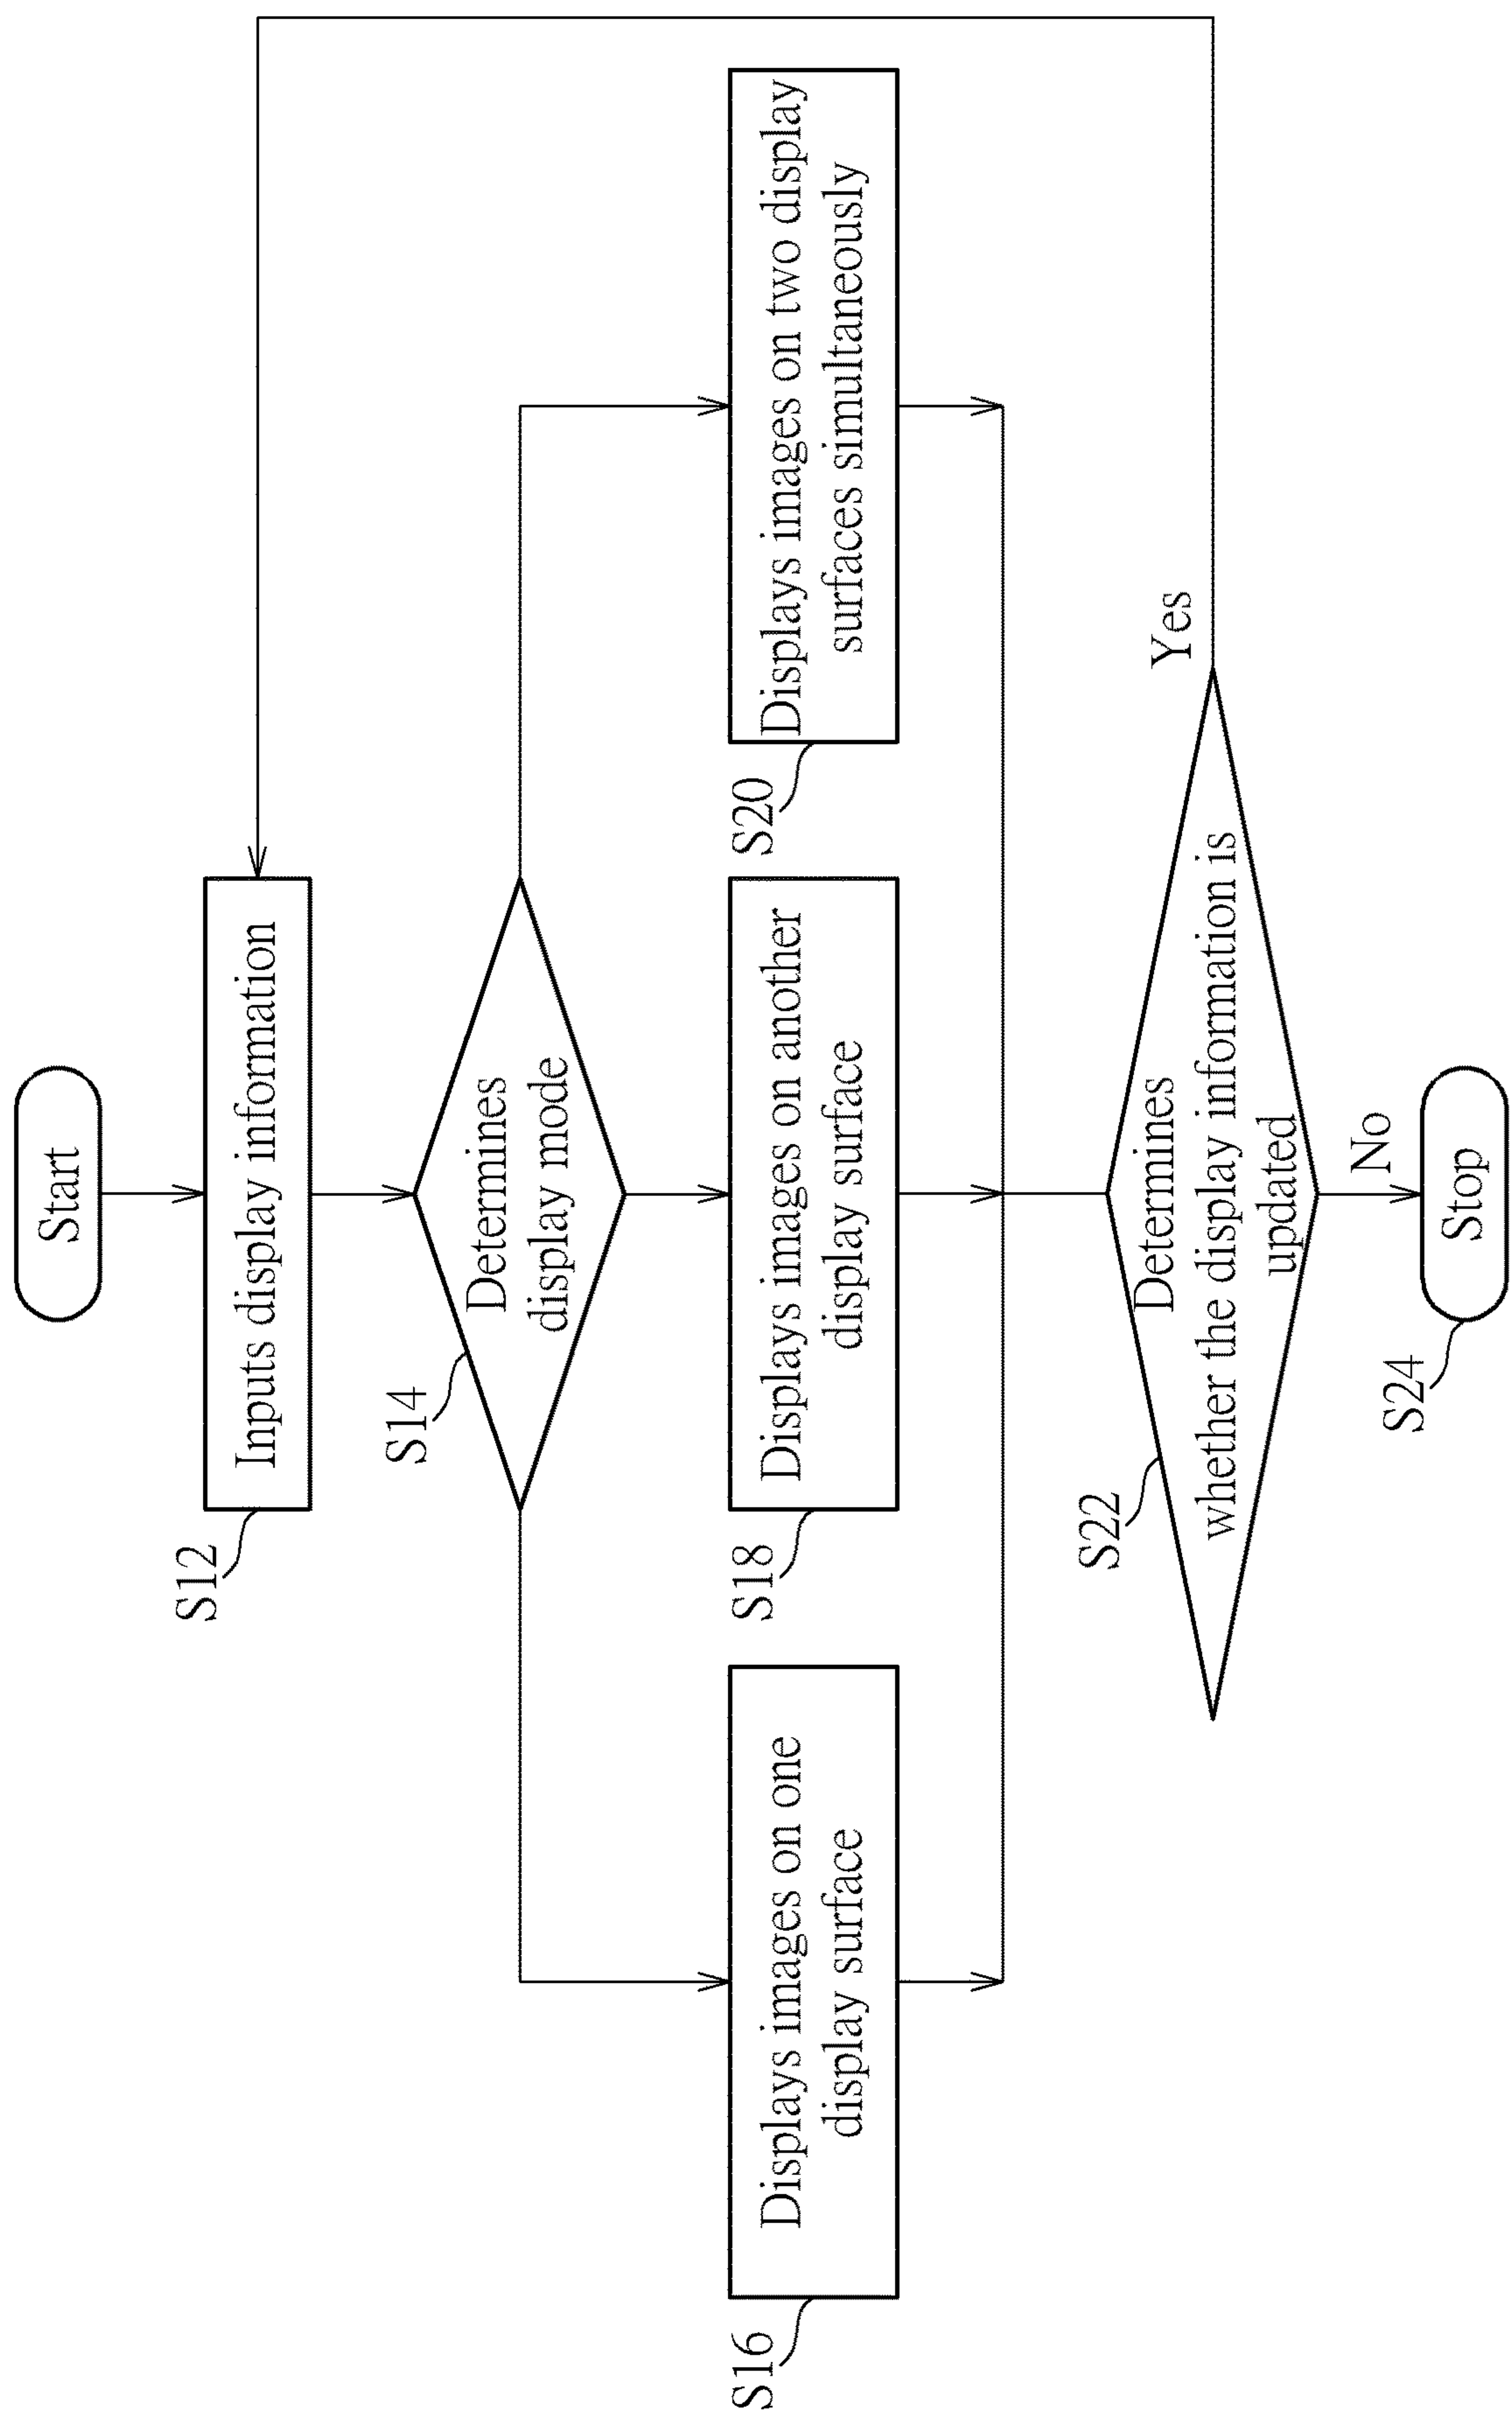 Start
S12
Inputs display information
S14
Determines
display mode
S16
Displays images on one
display surface
S18
Displays images on another
display surface
S20
Displays images on two display
surfaces simultaneously
S22
Determines
whether the display information is
updated
Yes
No
S24
Stop